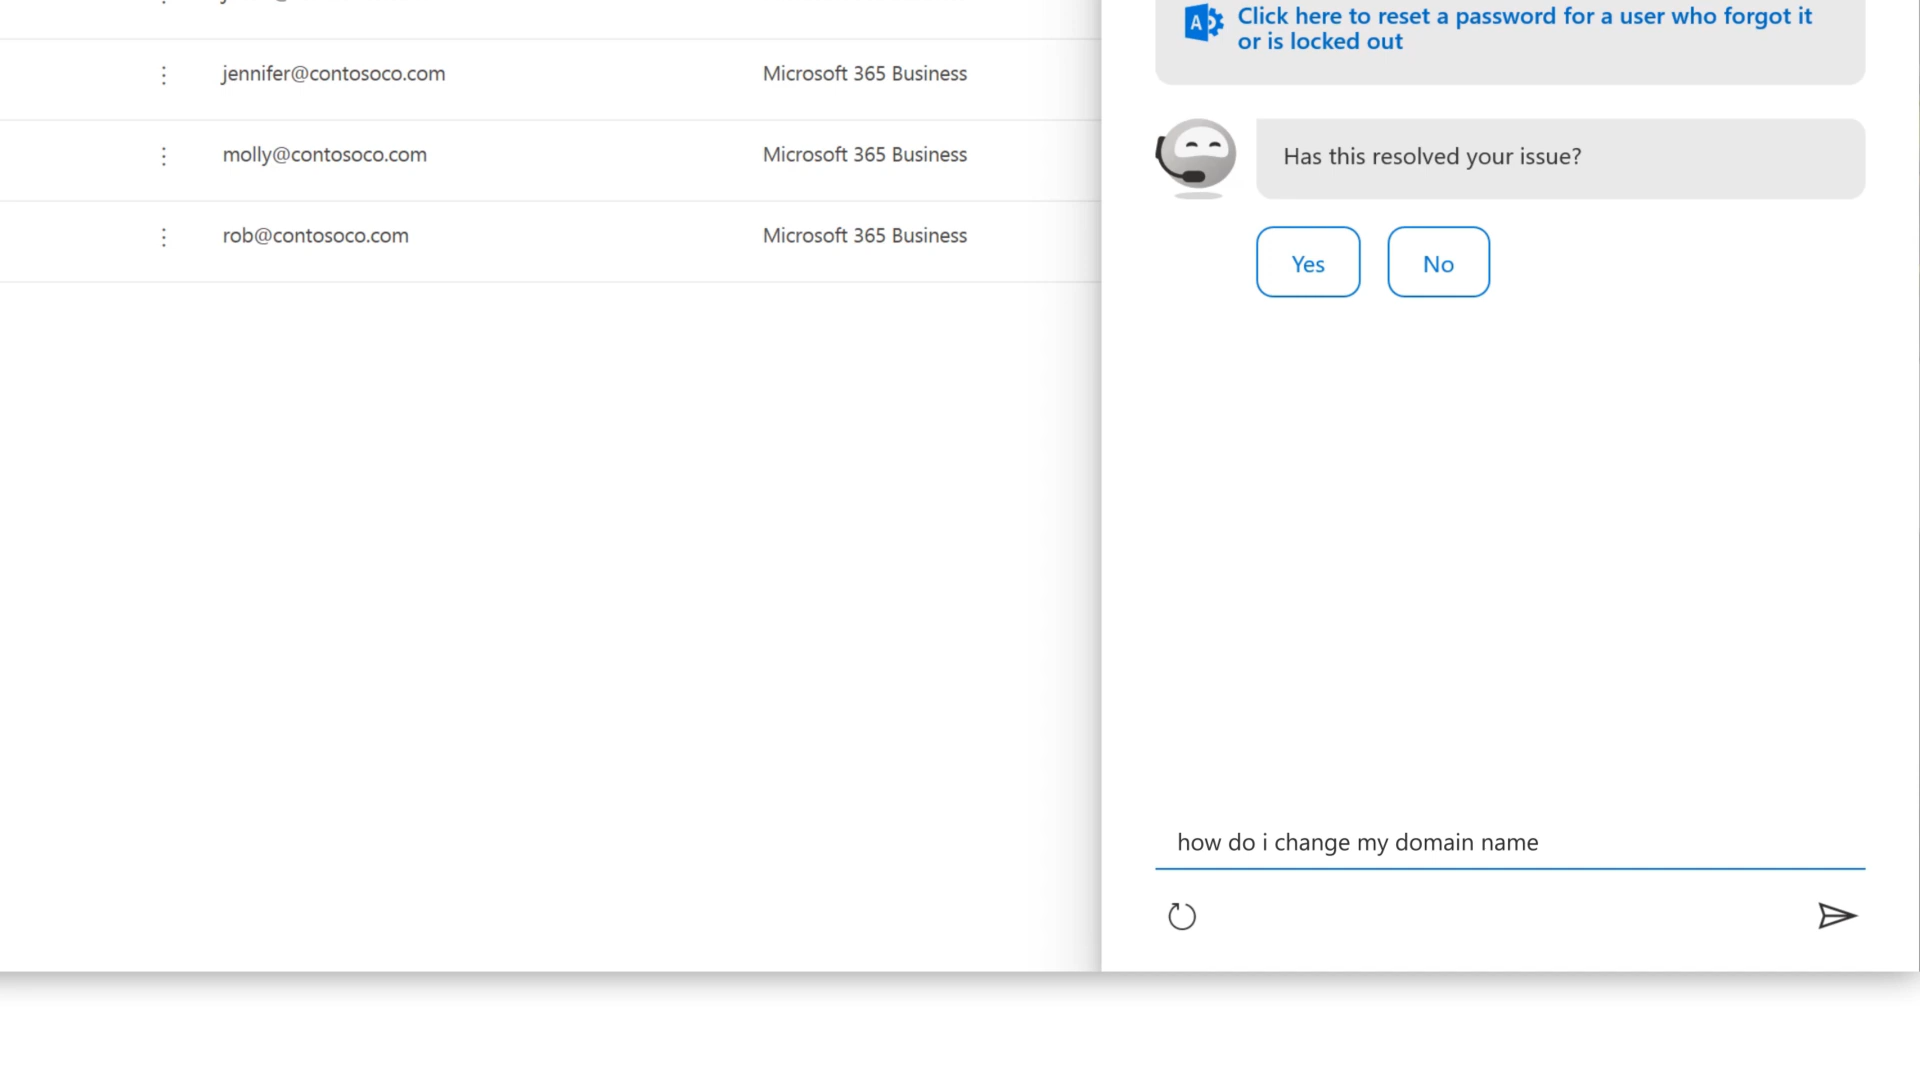 jennifer@contosoco.com Microsoft 365 Business
molly@contosoco.com Microsoft 365 Business
rob@contosoco.com Microsoft 365 Business
Click here to reset a password for a user who forgot it
or is locked out
Has this resolved your issue?
Yes No
how do i change my domain name